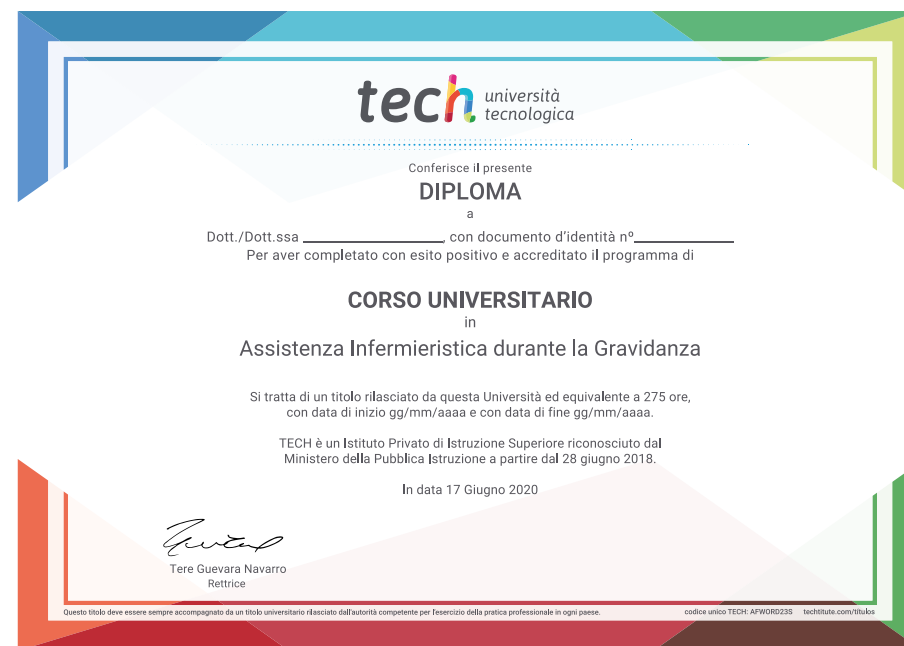 tech università
tecnologica
Conferisce il presente
DIPLOMA
a
Dott./Dott.ssa ____________________, con documento d'identità nº______________
Per aver completato con esito positivo e accreditato il programma di
CORSO UNIVERSITARIO
in
Assistenza Infermieristica durante la Gravidanza
Si tratta di un titolo rilasciato da questa Università ed equivalente a 275 ore,
con data di inizio gg/mm/aaaa e con data di fine gg/mm/aaaa.
TECH è un Istituto Privato di Istruzione Superiore riconosciuto dal
Ministero della Pubblica Istruzione a partire dal 28 giugno 2018.
In data 17 Giugno 2020
Tere Guevara Navarro
Rettrice
Questo titolo deve essere sempre accompagnato da un titolo universitario rilasciato dall'autorità competente per l'esercizio della pratica professionale in ogni paese. codice unico TECH: AFWORD23S techtitute.com/titulos